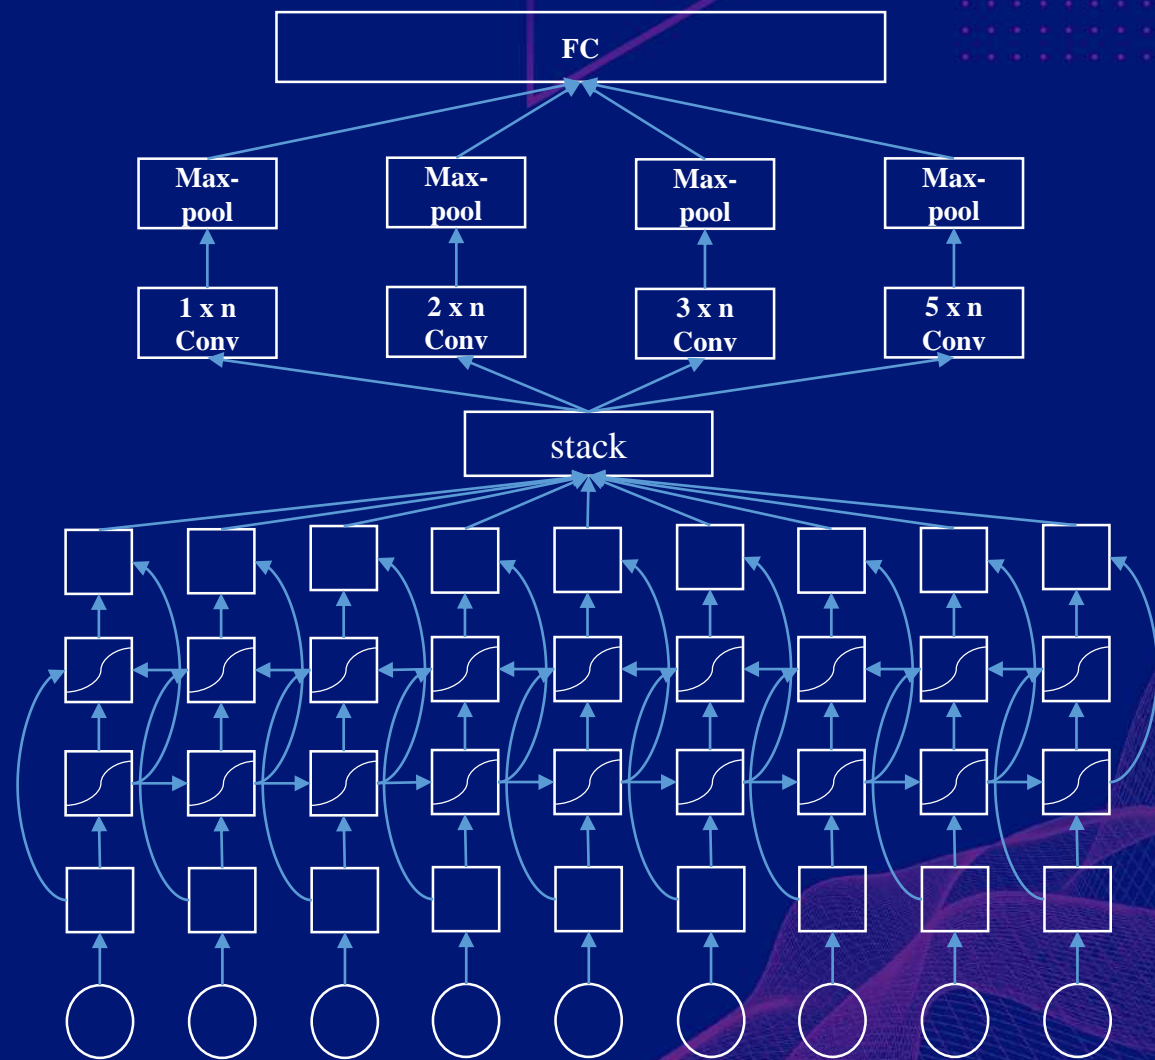 FC
Max-
pool
Max-
pool
Max-
pool
Max-
pool
1 x n
Conv
2 x n
Conv
3 x n
Conv
5 x n
Conv
stack